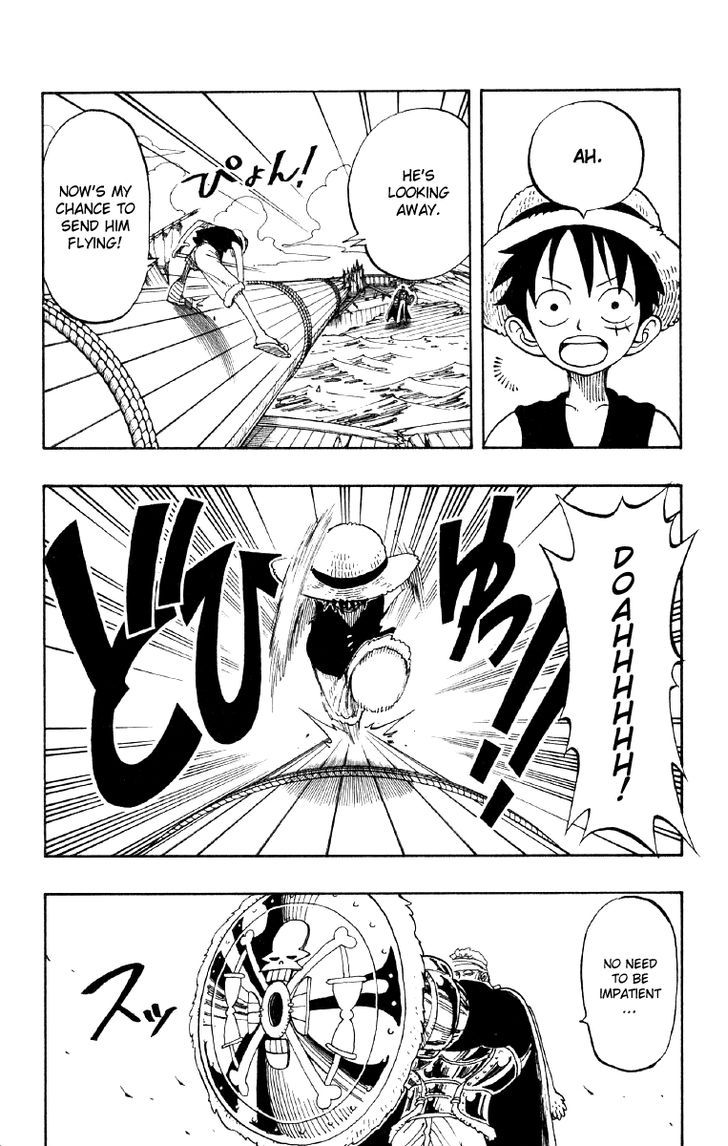 AH.
HE'S
LOOKING
AWAY.
ぴょん!
NOW'S MY
CHANCE TO
SEND HIM
FLYING!
DOAHHHHHH!
どひゅっ!!
NO NEED
TO BE
IMPATIENT
...
スッ